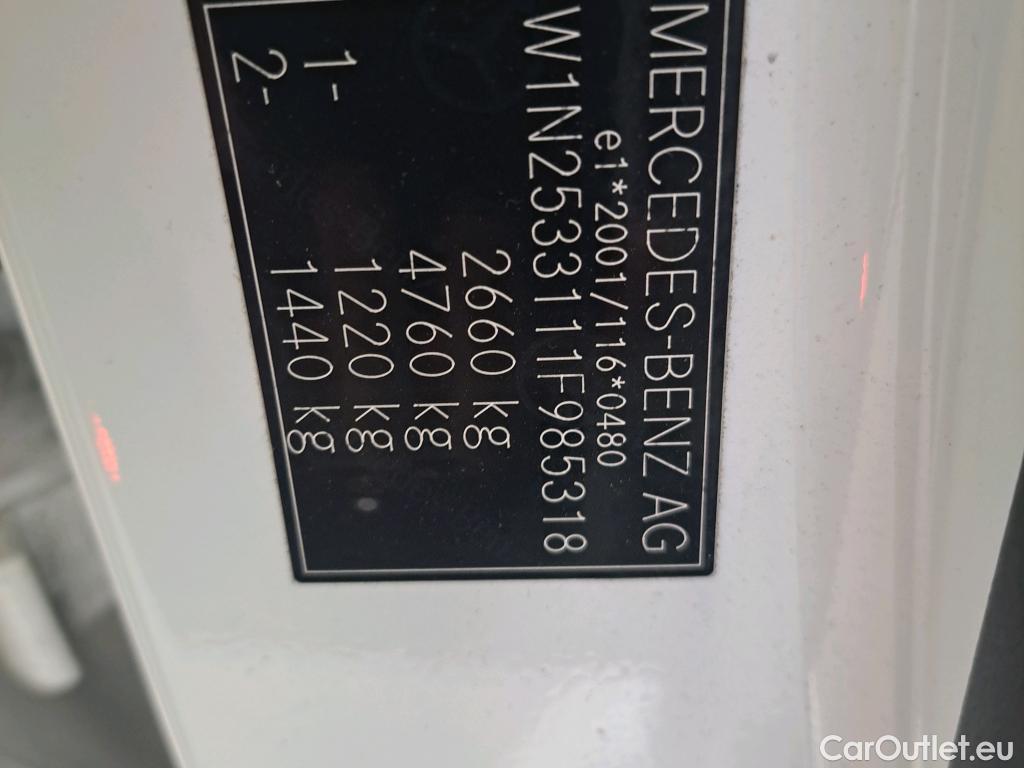 MERCEDES-BENZ AG
e1*2001/116*0480
W1N2533111F985318
2660 kg
4760 kg
1- 1220 kg
2- 1440 kg
CarOutlet.eu